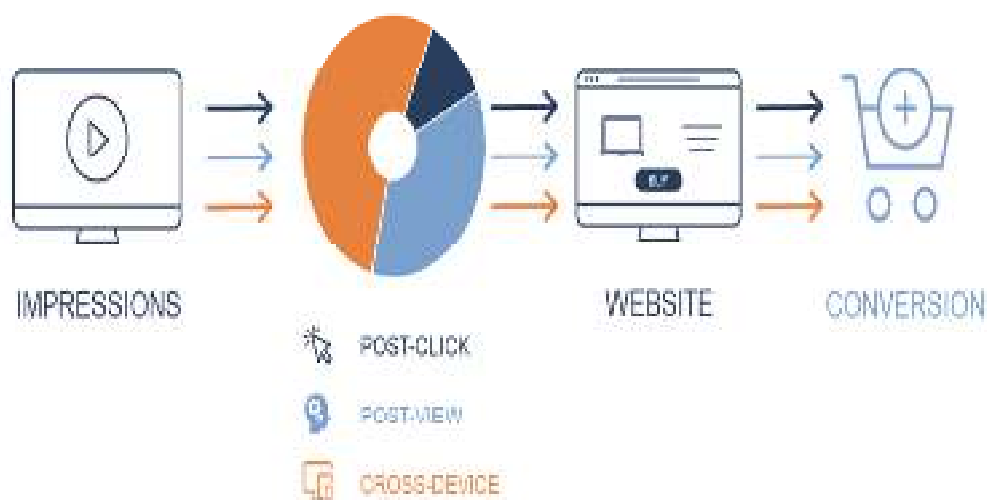 IMPRESSIONS
WEBSITE
CONVERSION
POST-CLICK
POST-VIEW
CROSS-DEVICE